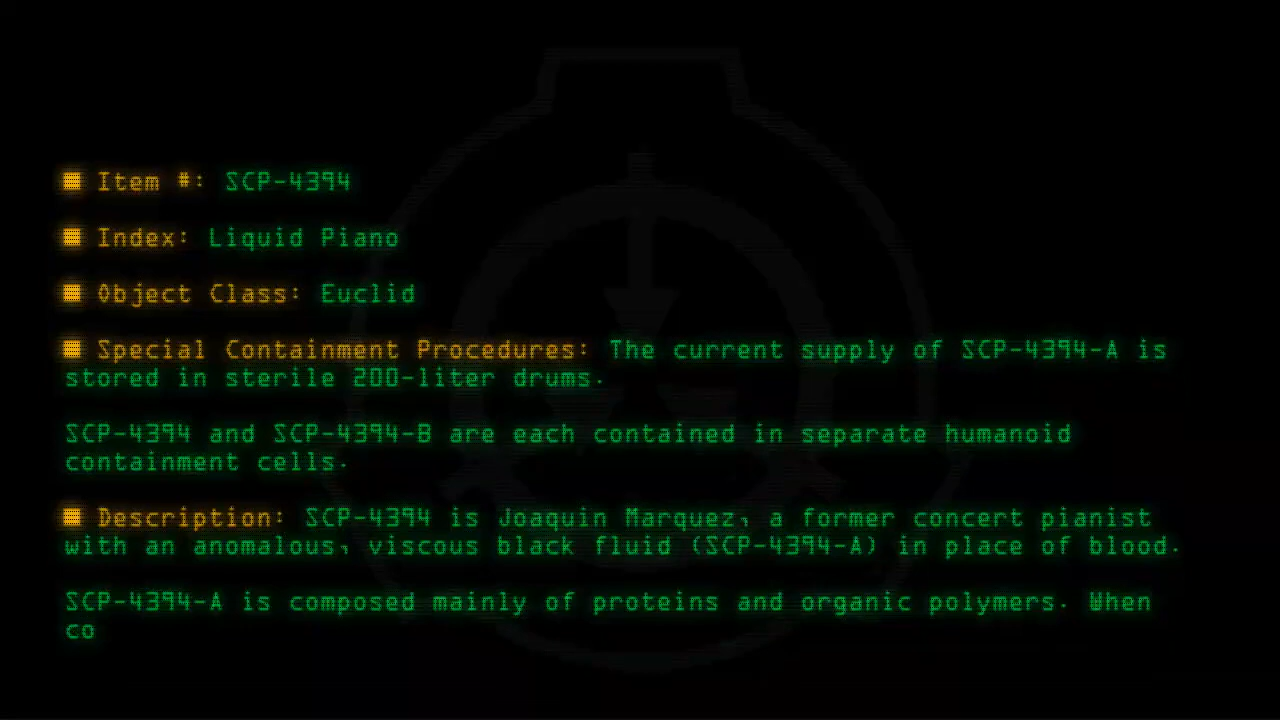 ■ Item #: SCP-4394
■ Index: Liquid Piano
■ Object Class: Euclid
■ Special Containment Procedures: The current supply of SCP-4394-A is
stored in sterile 200-liter drums.
SCP-4394 and SCP-4394-B are each contained in separate humanoid
containment cells.
■ Description: SCP-4394 is Joaquin Marquez, a former concert pianist
with an anomalous, viscous black fluid (SCP-4394-A) in place of blood.
SCP-4394-A is composed mainly of proteins and organic polymers. When
co